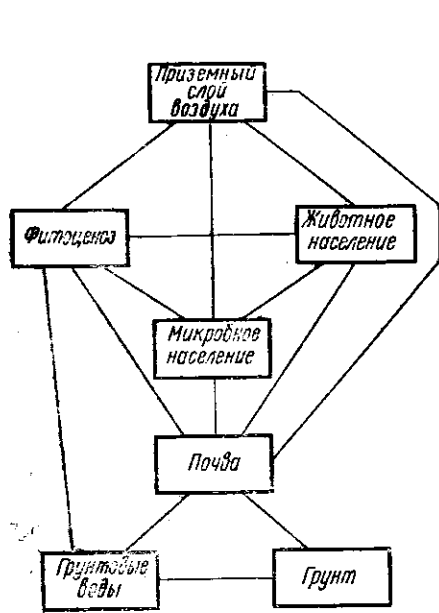 Приземный
слой
воздуха
Фитоценоз
Животное
население
Микробное
население
Почва
Грунтовые
воды
Грунт